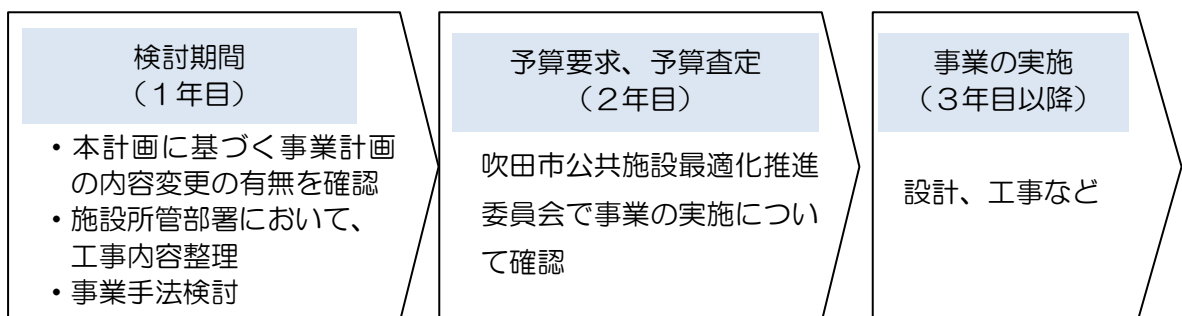 検討期間
（１年目）
・本計画に基づく事業計画
の内容変更の有無を確認
・施設所管部署において、
工事内容整理
・事業手法検討
予算要求、予算査定
（２年目）
吹田市公共施設最適化推進
委員会で事業の実施につい
て確認
事業の実施
（３年目以降）
設計、工事など